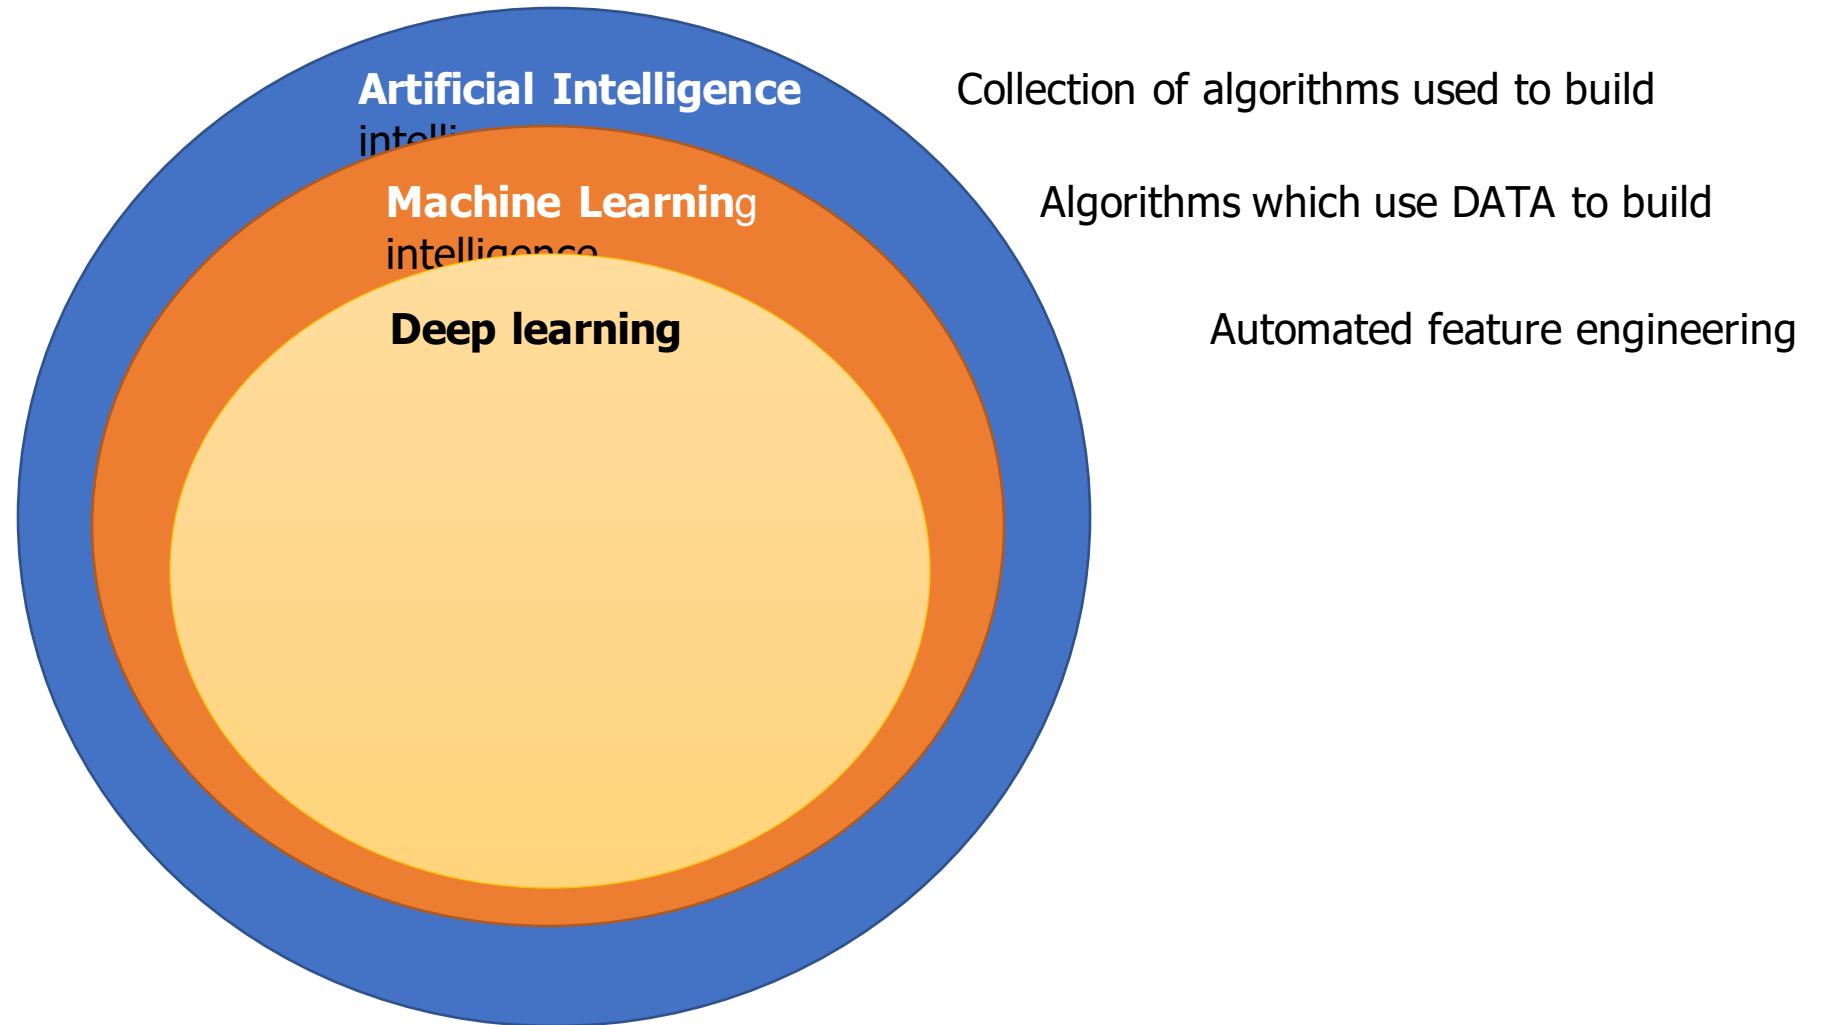 Artificial Intelligence Collection of algorithms used to build
Machine Learning Algorithms which use DATA to build
intelligence
Deep learning Automated feature engineering